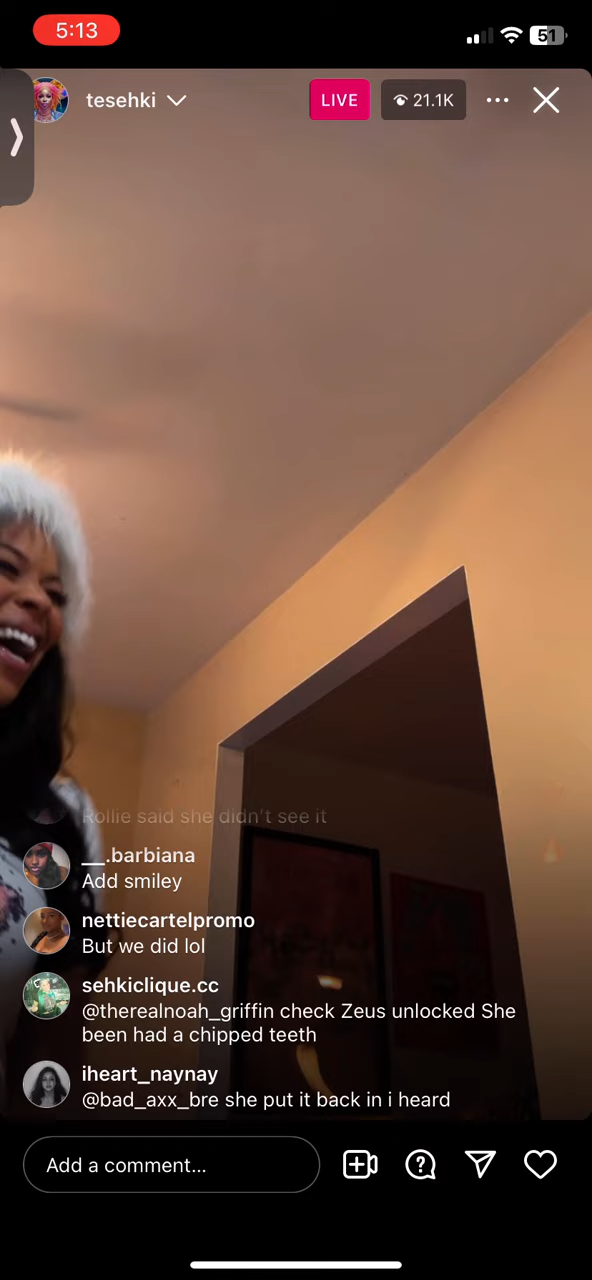 5:13
51
tesehki
LIVE
21.1K
Rollie said she didn't see it
__.barbiana
Add smiley
nettiecartelpromo
But we did lol
sehkiclique.cc
@therealnoah_griffin check Zeus unlocked She
been had a chipped teeth
iheart_naynay
@bad_axx_bre she put it back in i heard
Add a comment...